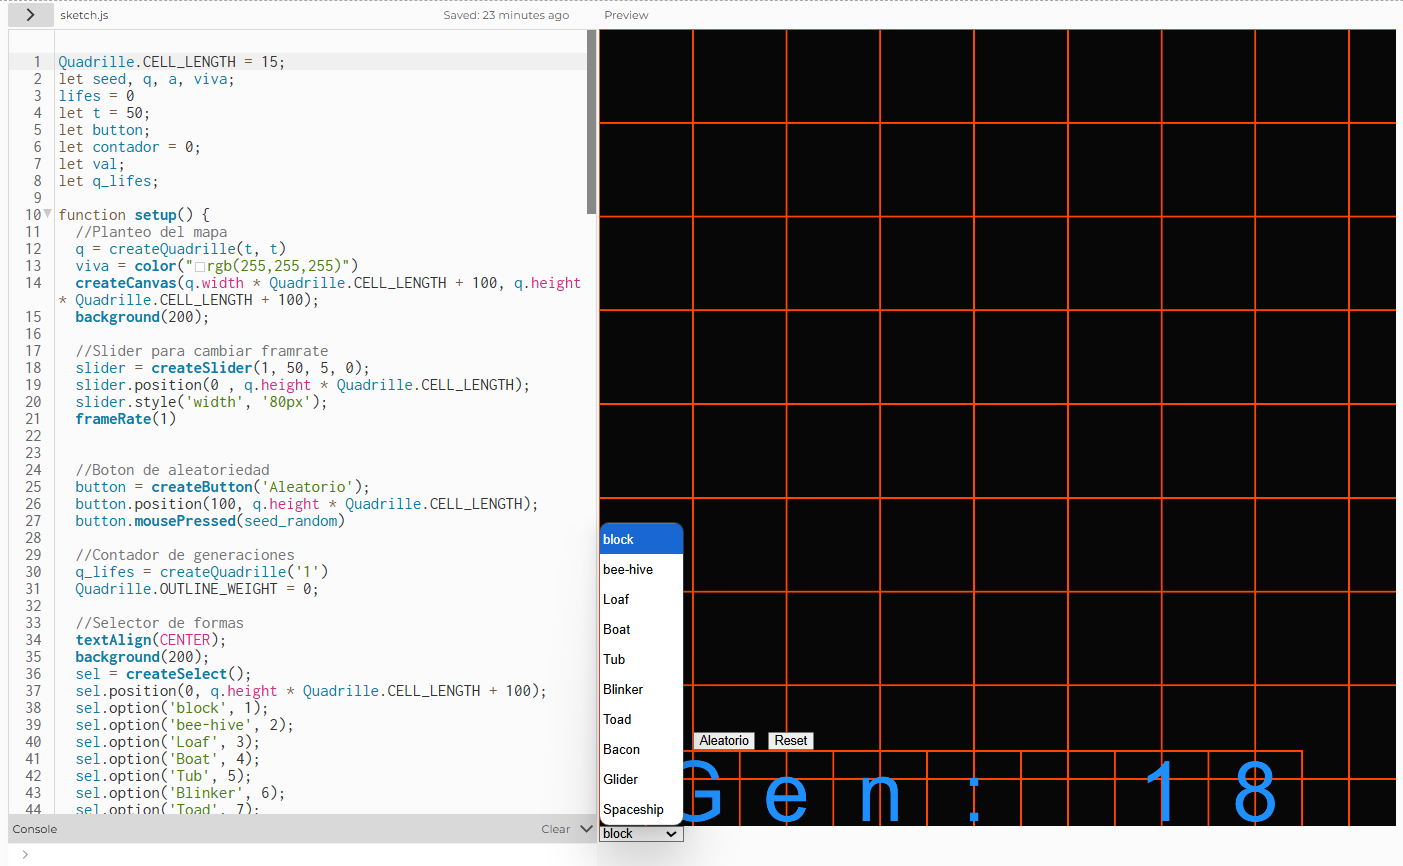 sketch.js
Saved: 23 minutes ago
Preview
1 Quadrille.CELL_LENGTH = 15;
2 let seed, q, a, viva;
3 lifes = 0
4 let t = 50;
5 let button;
6 let contador = 0;
7 let val;
8 let q_lifes;
9
10 function setup() {
11 //Planteo del mapa
12 q = createQuadrille(t, t)
13 viva = color("rgb(255,255,255)")
14 createCanvas(q.width * Quadrille.CELL_LENGTH + 100, q.height
* Quadrille.CELL_LENGTH + 100);
15 background(200);
16
17 //Slider para cambiar framrate
18 slider = createSlider(1, 50, 5, 0);
19 slider.position(0 , q.height * Quadrille.CELL_LENGTH);
20 slider.style('width', '80px');
21 frameRate(1)
22
23
24 //Boton de aleatoriedad
25 button = createButton('Aleatorio');
26 button.position(100, q.height * Quadrille.CELL_LENGTH);
27 button.mousePressed(seed_random)
28
29 //Contador de generaciones
30 q_lifes = createQuadrille('1')
31 Quadrille.OUTLINE_WEIGHT = 0;
32
33 //Selector de formas
34 textAlign(CENTER);
35 background(200);
36 sel = createSelect();
37 sel.position(0, q.height * Quadrille.CELL_LENGTH + 100);
38 sel.option('block', 1);
39 sel.option('bee-hive', 2);
40 sel.option('Loaf', 3);
41 sel.option('Boat', 4);
42 sel.option('Tub', 5);
43 sel.option('Blinker', 6);
44 sel.option('Toad', 7);
Console
Clear
block
bee-hive
Loaf
Boat
Tub
Blinker
Toad
Bacon
Glider
Spaceship
Aleatorio
Reset
Gen: 18
block